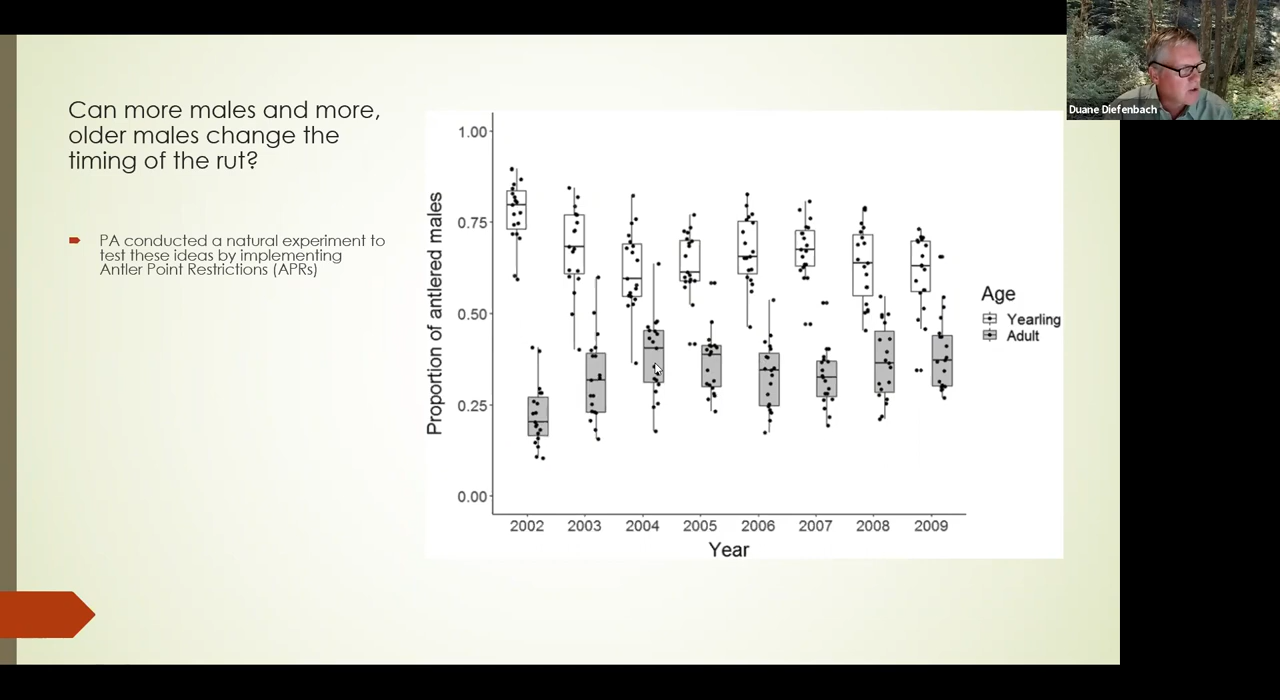 Can more males and more,
older males change the
timing of the rut?
PA conducted a natural experiment to
test these ideas by implementing
Antler Point Restrictions (APRs)
Proportion of antlered males
1.00
0.75
0.50
0.25
0.00
2002 2003 2004 2005 2006 2007 2008 2009
Year
Age
Yearling
Adult
Duane Diefenbach